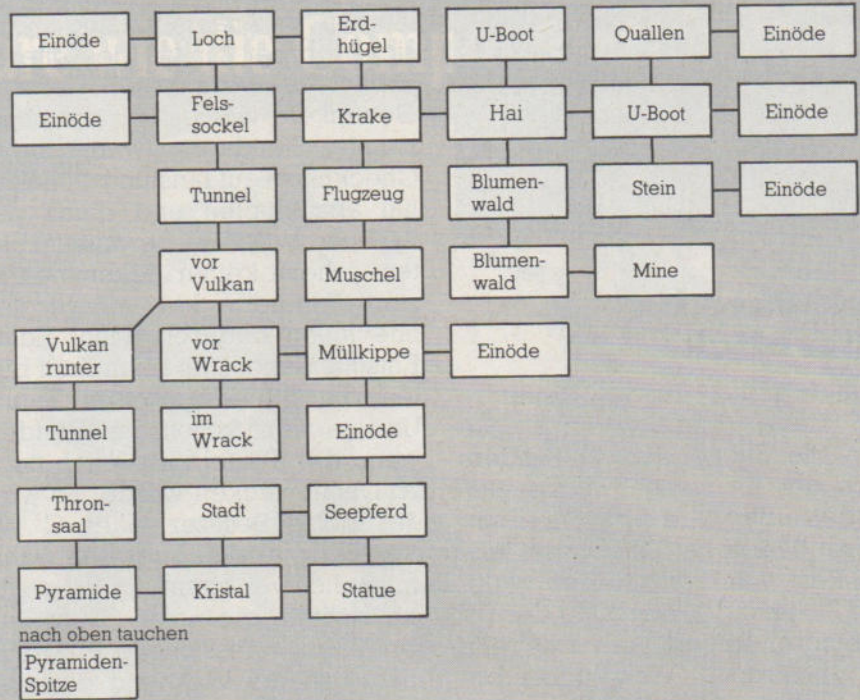 Einöde
Loch
Erd-
hügel
U-Boot
Quallen
Einöde
Einöde
Fels-
sockel
Krake
Hai
U-Boot
Einöde
Tunnel
Flugzeug
Blumen-
wald
Stein
Einöde
vor
Vulkan
Muschel
Blumen-
wald
Mine
Vulkan
runter
vor
Wrack
Müllkippe
Einöde
Tunnel
im
Wrack
Einöde
Thron-
saal
Stadt
Seepferd
Pyramide
Kristal
Statue
nach oben tauchen
Pyramiden-
Spitze